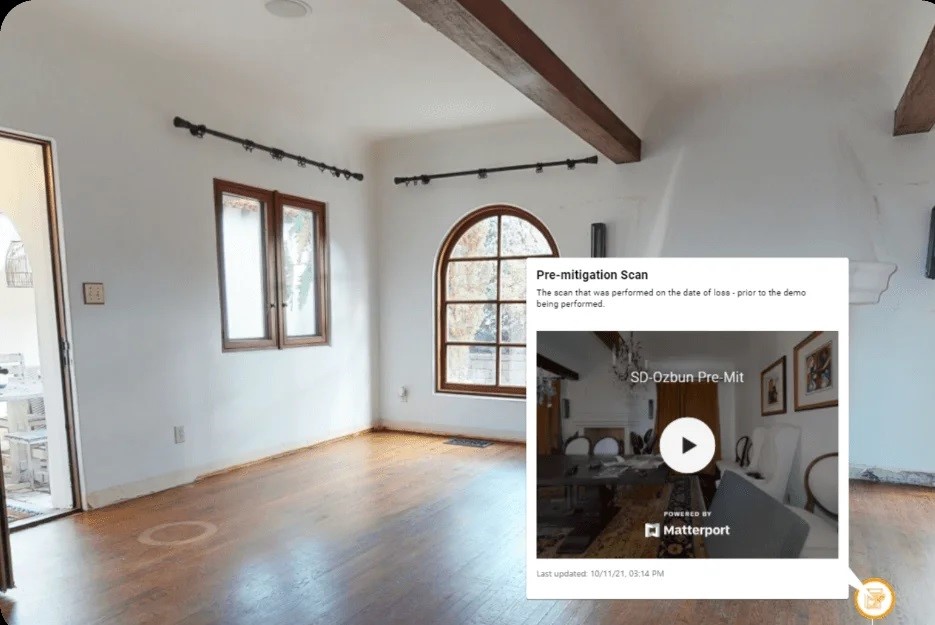 Pre-mitigation Scan
The scan that was performed on the date of loss - prior to the demo
being performed.
SD-Ozbun Pre-Mit
POWERED BY
Matterport
Last updated: 10/11/21, 03:14 PM